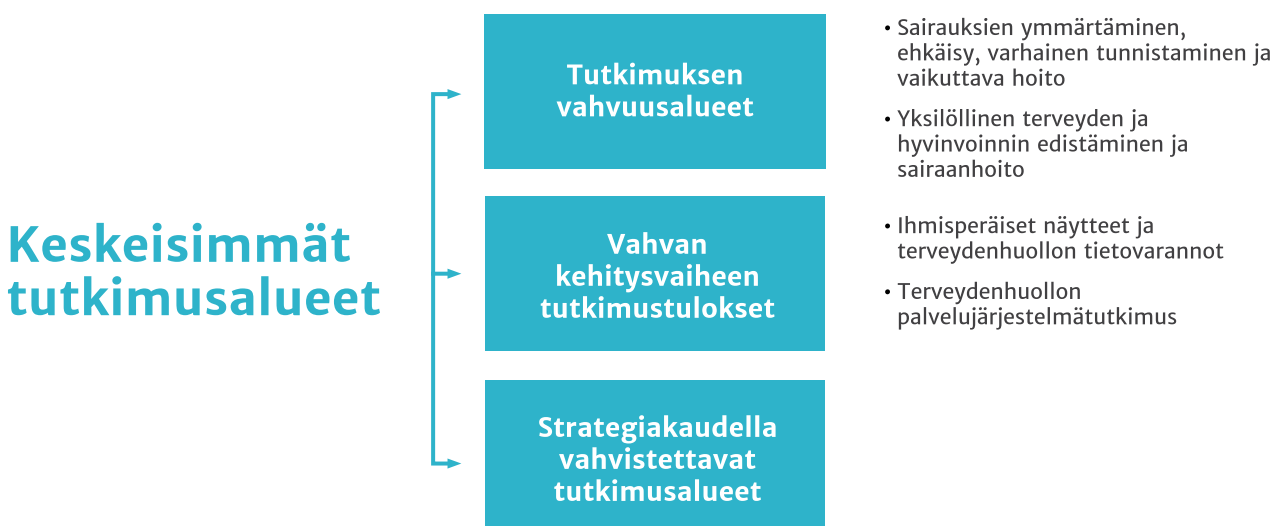 Keskeisimmät
tutkimusalueet
Tutkimuksen
vahvuusalueet
• Sairauksien ymmärtäminen,
ehkäisy, varhainen tunnistaminen ja
vaikuttava hoito
• Yksilöllinen terveyden ja
hyvinvoinnin edistäminen ja
sairaanhoito
Vahvan
kehitysvaiheen
tutkimustulokset
• Ihmisperäiset näytteet ja
terveydenhuollon tietovarannot
• Terveydenhuollon
palvelujärjestelmätutkimus
Strategiakaudella
vahvistettavat
tutkimusalueet